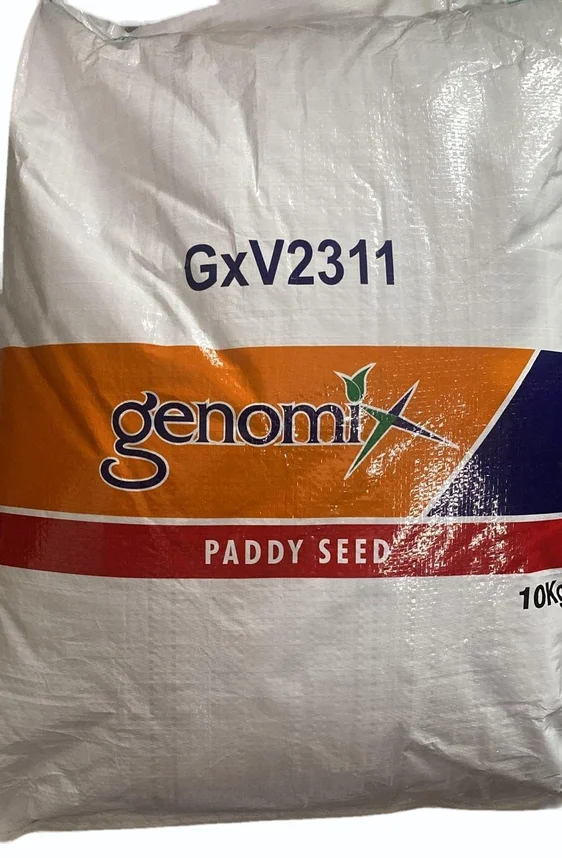 GxV2311
genomix
PADDY SEED
10Kg